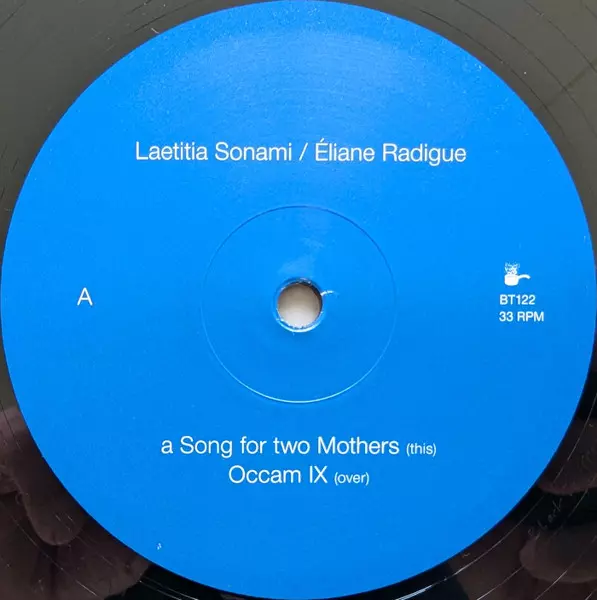 Laetitia Sonami / Éliane Radigue
A
BT122
33 RPM
a Song for two Mothers (this)
Occam IX (over)